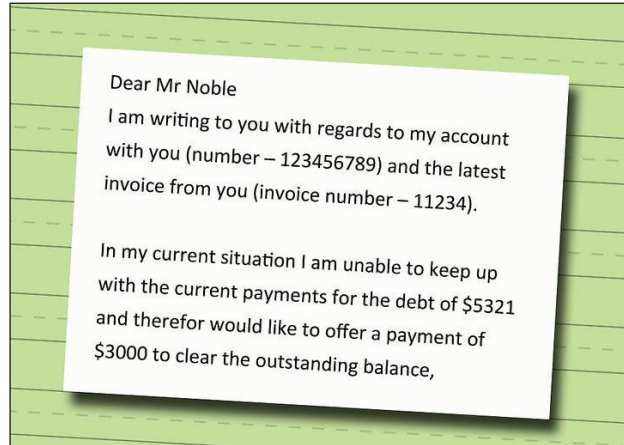 Dear Mr Noble
I am writing to you with regards to my account
with you (number – 123456789) and the latest
invoice from you (invoice number – 11234).
In my current situation I am unable to keep up
with the current payments for the debt of $5321
and therefor would like to offer a payment of
$3000 to clear the outstanding balance,